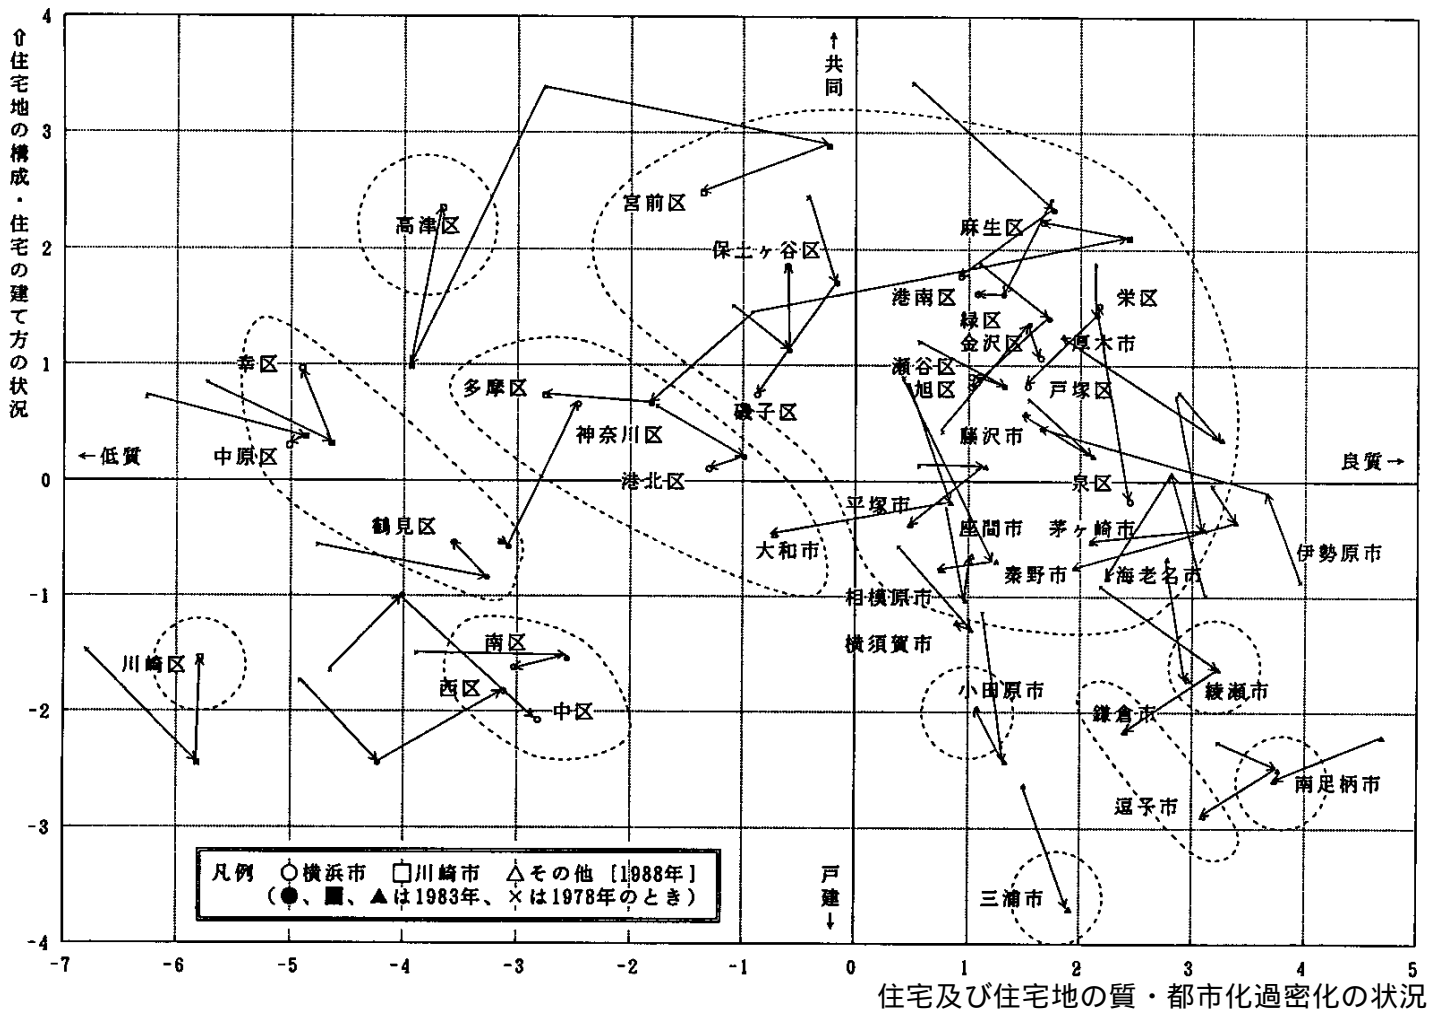 ⇧住宅地の構成・住宅の建て方の状況
4
3
2
1
0
-1
-2
-3
-4
↑共同
宮前区
高津区
麻生区
保土ヶ谷区
港南区
栄区
緑区
金沢区
厚木市
幸区
瀬谷区
多摩区
旭区
戸塚区
磯子区
神奈川区
藤沢市
←低質
中原区
良質→
港北区
泉区
平塚市
鶴見区
座間市
茅ヶ崎市
大和市
伊勢原市
秦野市
海老名市
相模原市
南区
横須賀市
川崎区
西区
小田原市
綾瀬市
中区
鎌倉市
南足柄市
逗子市
三浦市
戸建↓
凡例 ○横浜市 □川崎市 △その他 [1988年]
(●、■、▲は1983年、×は1978年のとき)
-7 -6 -5 -4 -3 -2 -1 0 1 2 3 4 5
住宅及び住宅地の質・都市化過密化の状況